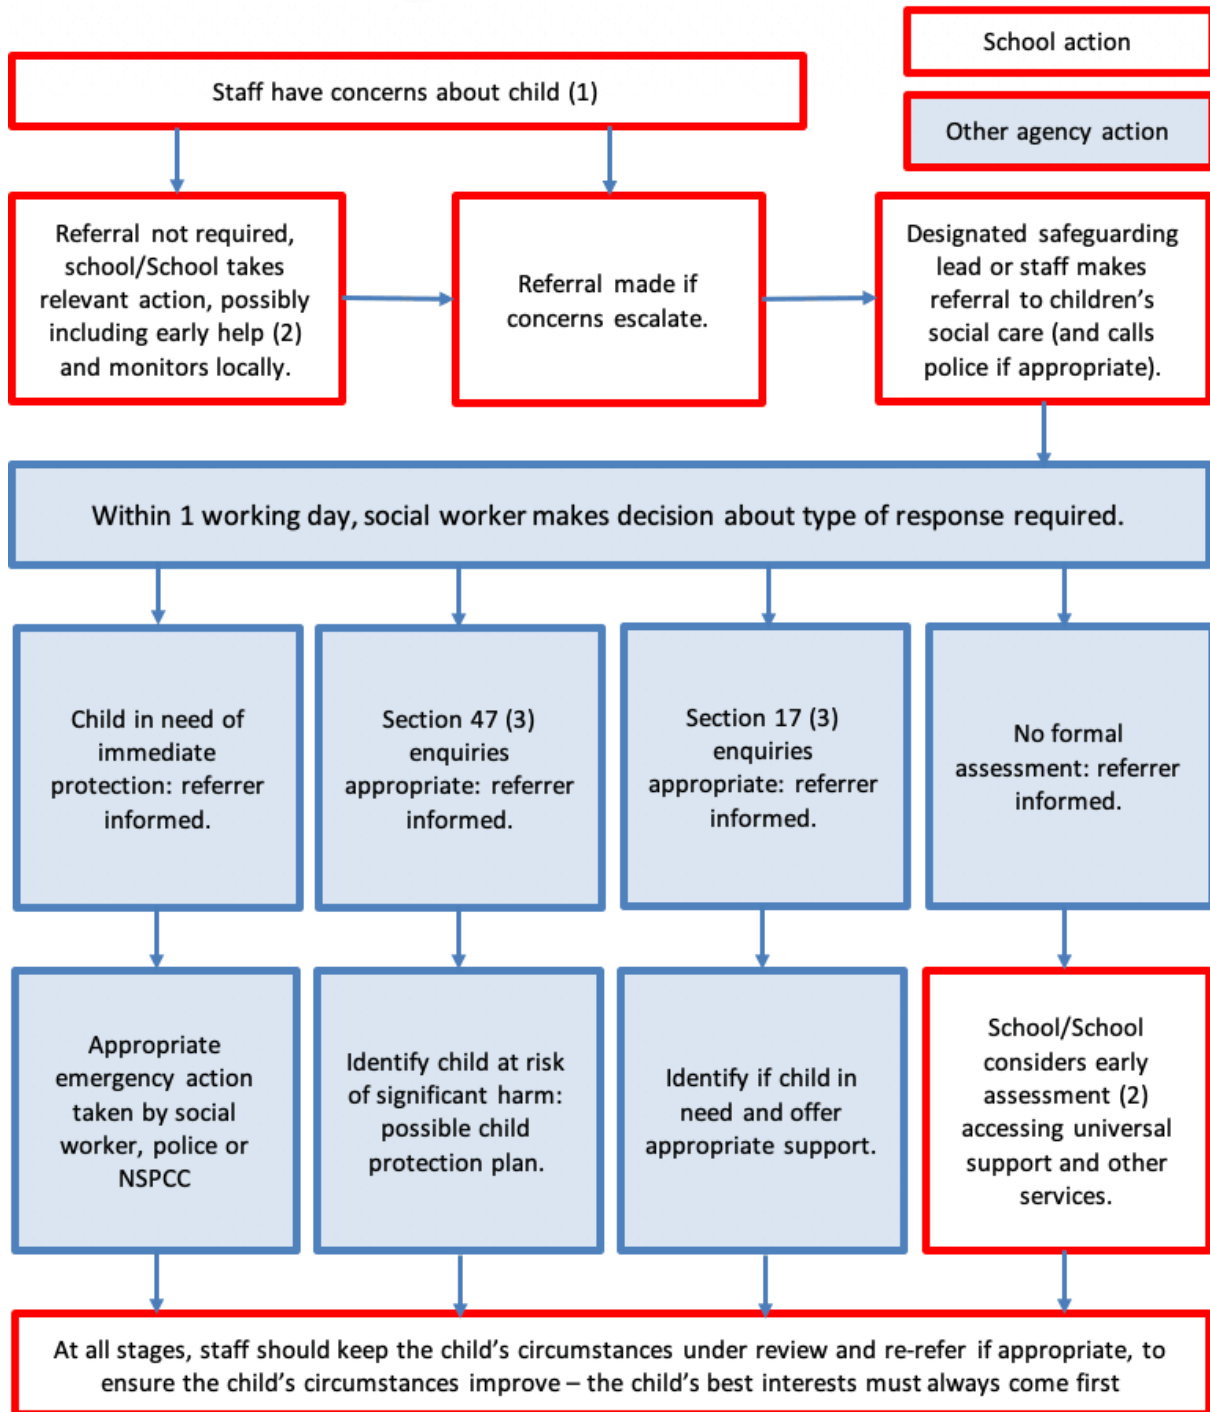 School action
Staff have concerns about child (1)
Other agency action
Referral not required,
school/School takes
relevant action, possibly
including early help (2)
and monitors locally.
Referral made if
concerns escalate.
Designated safeguarding
lead or staff makes
referral to children’s
social care (and calls
police if appropriate).
Within 1 working day, social worker makes decision about type of response required.
Child in need of
immediate
protection: referrer
informed.
Section 47 (3)
enquiries
appropriate: referrer
informed.
Section 17 (3)
enquiries
appropriate: referrer
informed.
No formal
assessment: referrer
informed.
Appropriate
emergency action
taken by social
worker, police or
NSPCC
Identify child at risk
of significant harm:
possible child
protection plan.
Identify if child in
need and offer
appropriate support.
School/School
considers early
assessment (2)
accessing universal
support and other
services.
At all stages, staff should keep the child’s circumstances under review and re-refer if appropriate, to
ensure the child’s circumstances improve – the child’s best interests must always come first